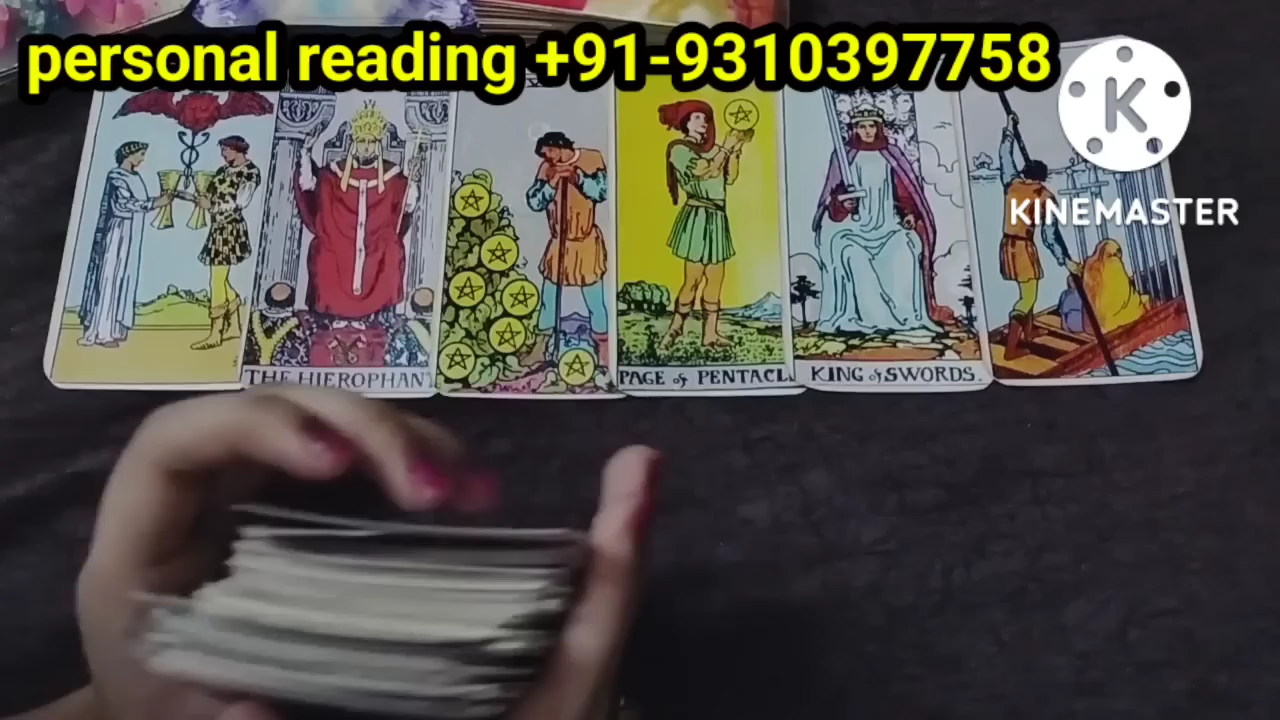 personal reading +91-9310397758
K
KINEMASTER
THE HIEROPHANT
PAGE of PENTACL
KING of SWORDS.